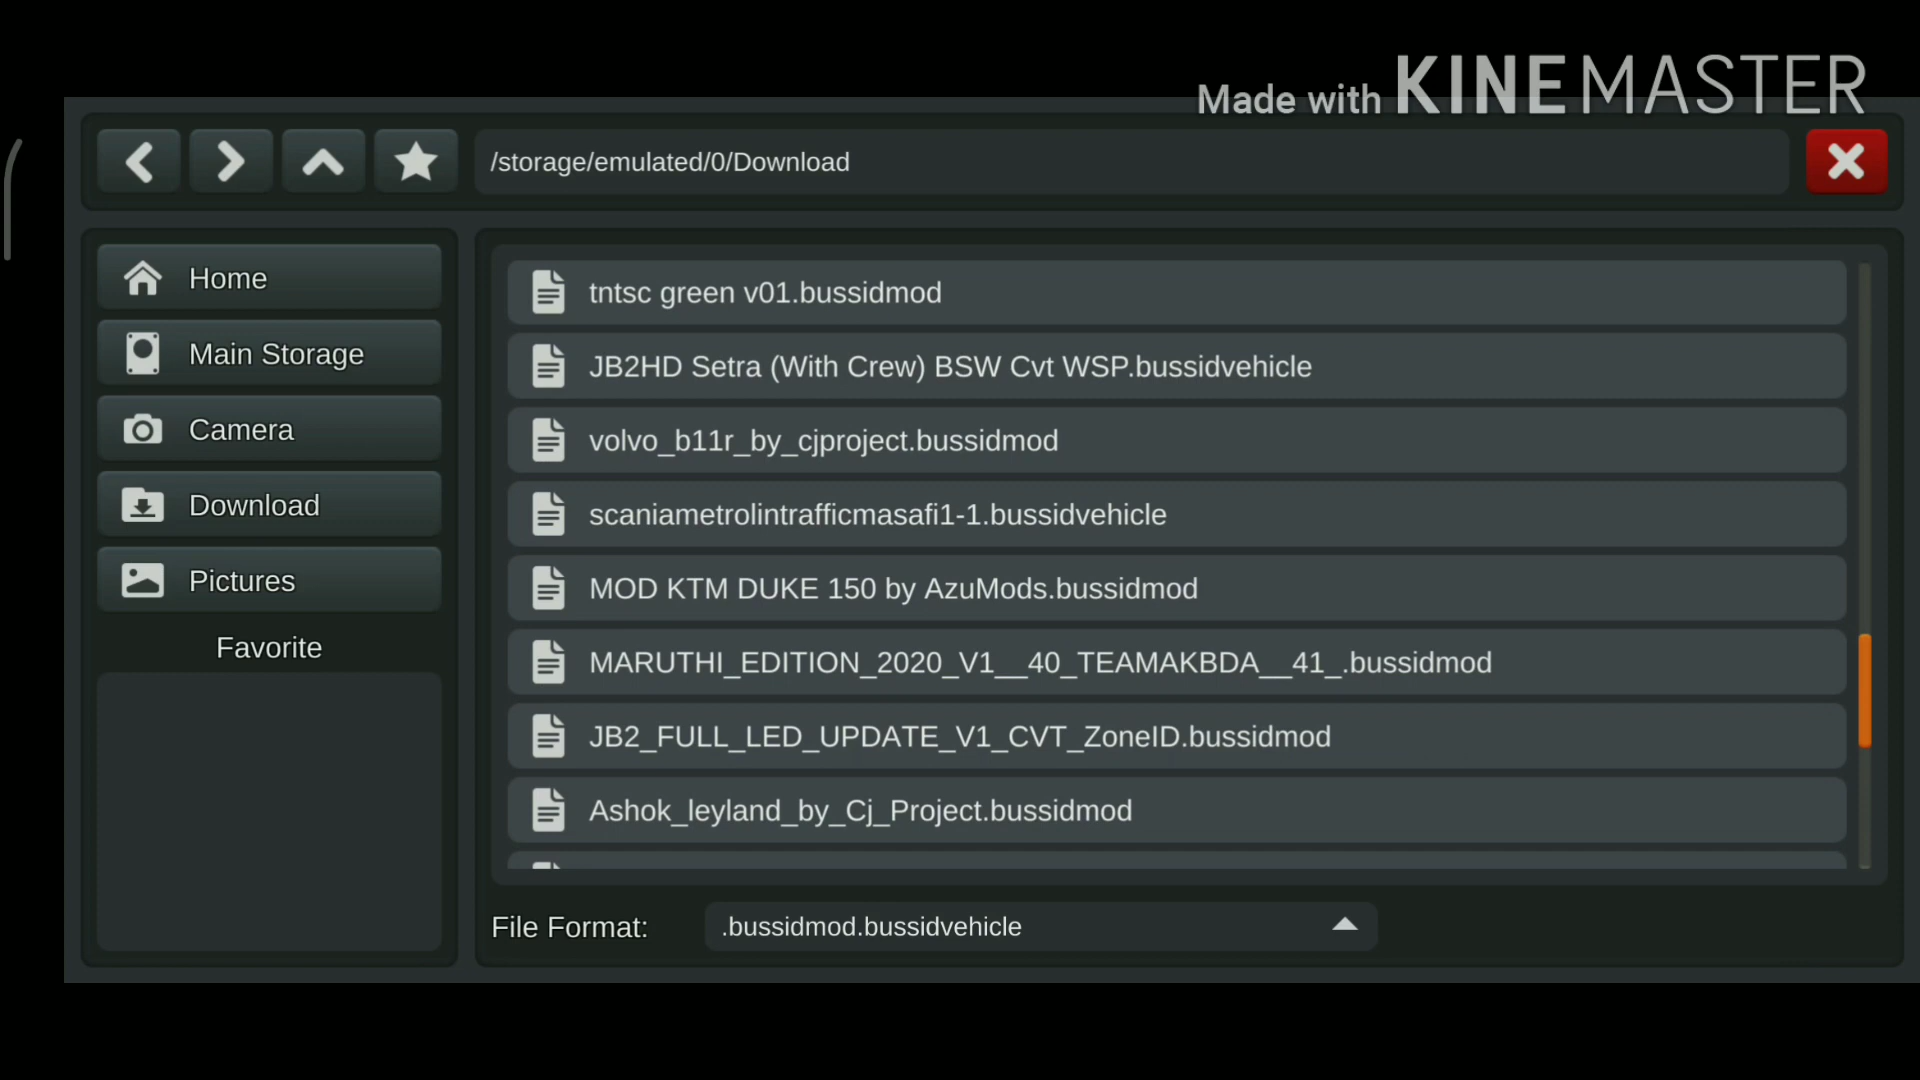 Made with KINEMASTER
/storage/emulated/0/Download
Home
Main Storage
Camera
Download
Pictures
Favorite
tntsc green v01.bussidmod
JB2HD Setra (With Crew) BSW Cvt WSP.bussidvehicle
volvo_b11r_by_cjproject.bussidmod
scaniametrolintrafficmasafi1-1.bussidvehicle
MOD KTM DUKE 150 by AzuMods.bussidmod
MARUTHI_EDITION_2020_V1__40_TEAMAKBDA__41_.bussidmod
JB2_FULL_LED_UPDATE_V1_CVT_ZoneID.bussidmod
Ashok_leyland_by_Cj_Project.bussidmod
File Format:
.bussidmod.bussidvehicle